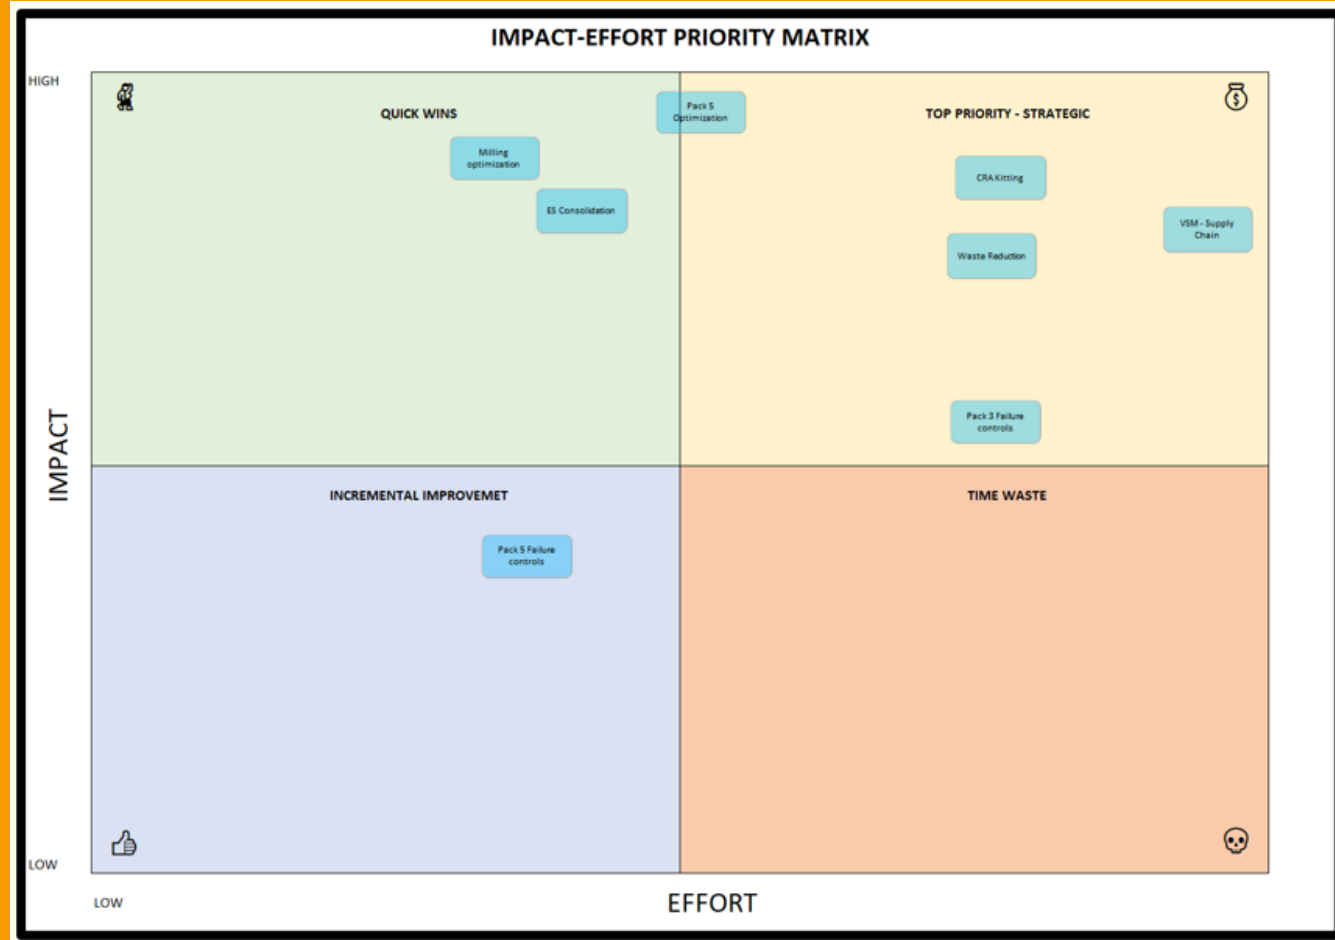 IMPACT-EFFORT PRIORITY MATRIX
HIGH
QUICK WINS
Pack 5
Optimization
TOP PRIORITY - STRATEGIC
Milling
optimization
CRA Kitting
ES Consolidation
VSM - Supply
Chain
Waste Reduction
Pack 3 Failure
controls
IMPACT
INCREMENTAL IMPROVEMET
TIME WASTE
Pack 5 Failure
controls
LOW
LOW
EFFORT